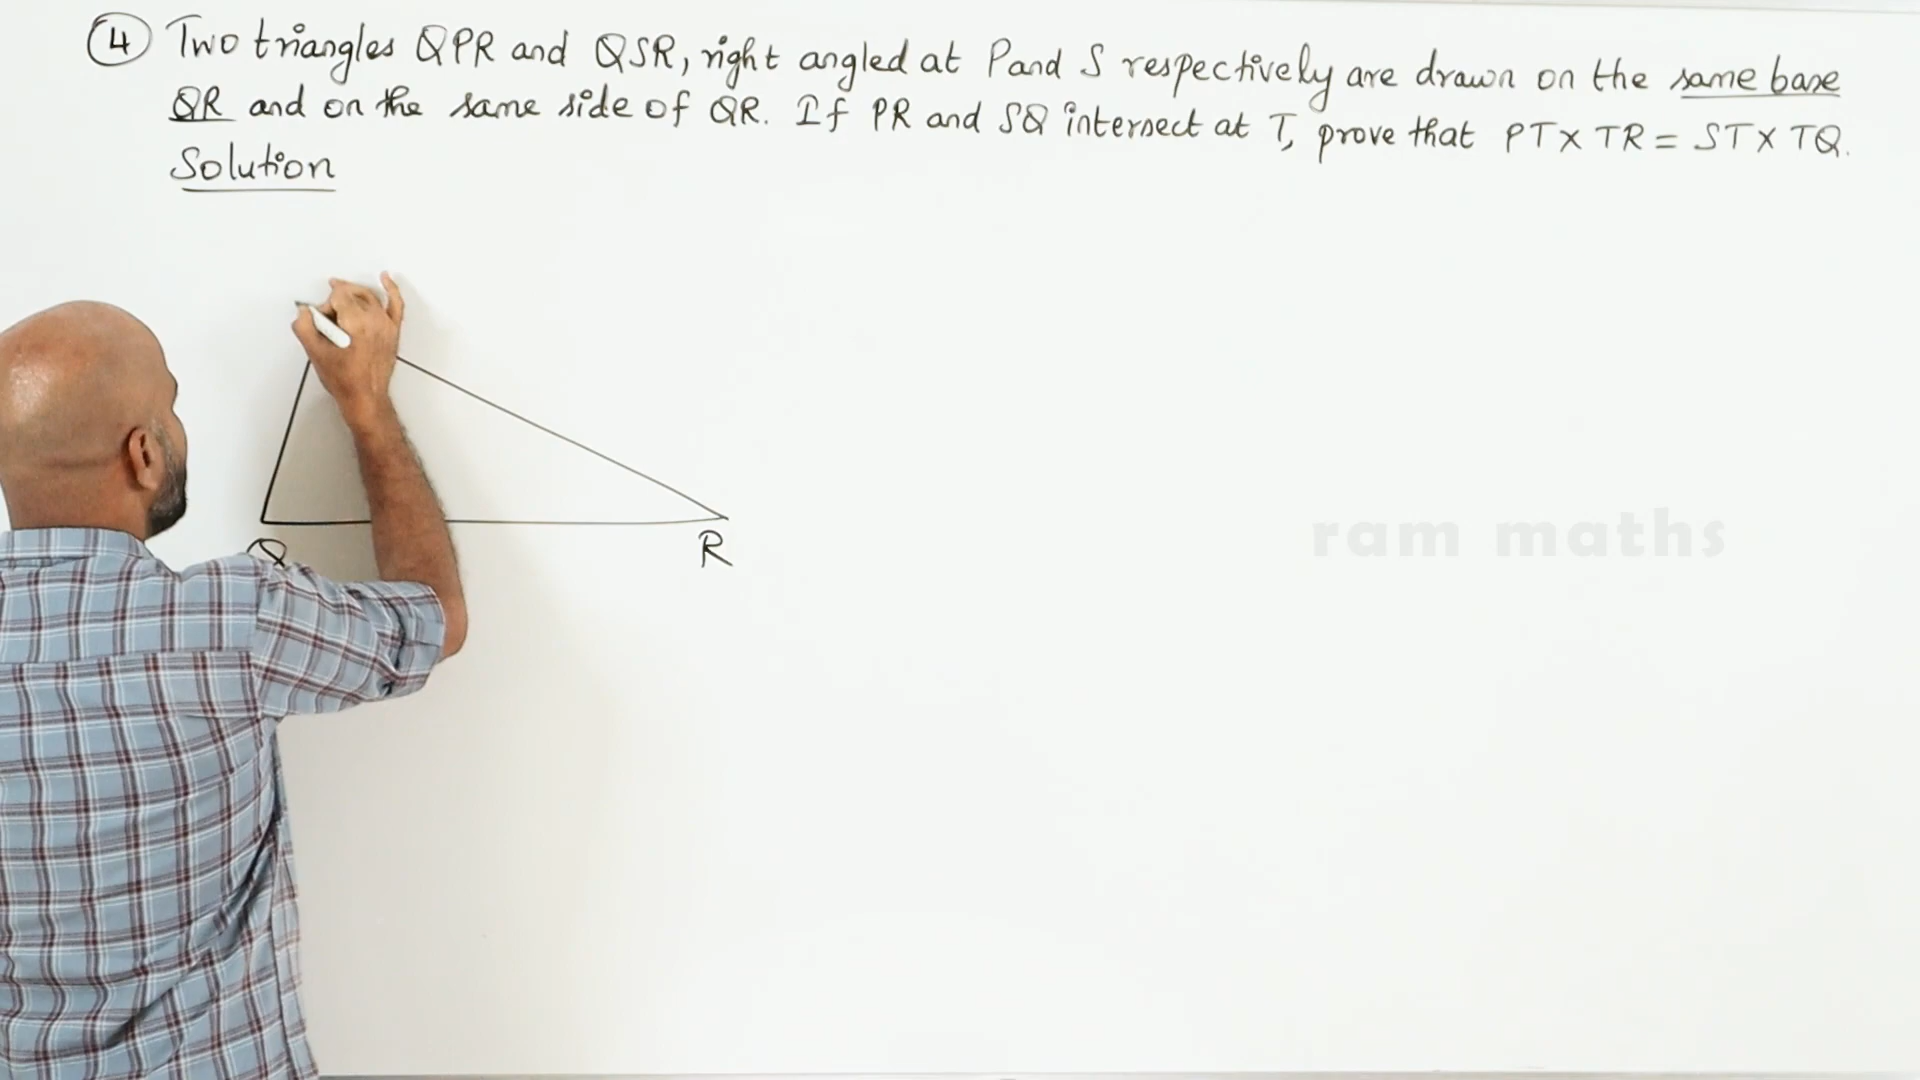 4 Two triangles QPR and QSR, right angled at P and S respectively are drawn on the same base
QR and on the same side of QR. If PR and SQ intersect at T, prove that PT X TR = ST X TQ.
Solution
Q
R
ram maths